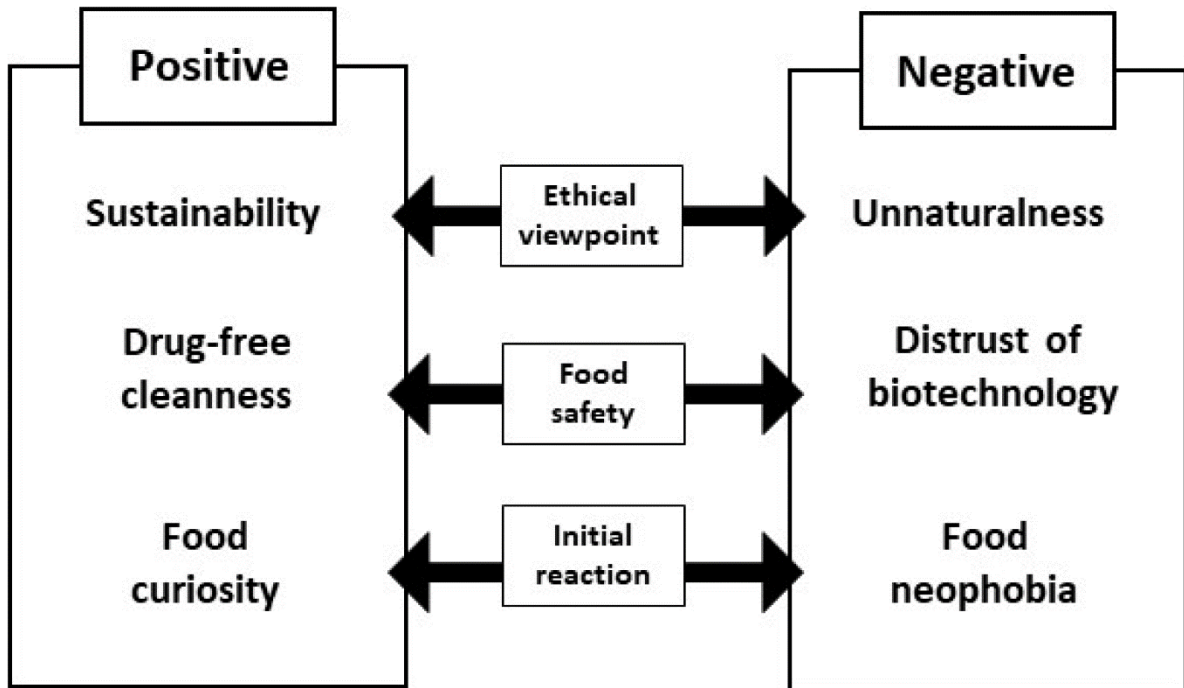 Positive
Negative
Sustainability
Ethical
viewpoint
Unnaturalness
Drug-free
cleanness
Food
safety
Distrust of
biotechnology
Food
curiosity
Initial
reaction
Food
neophobia